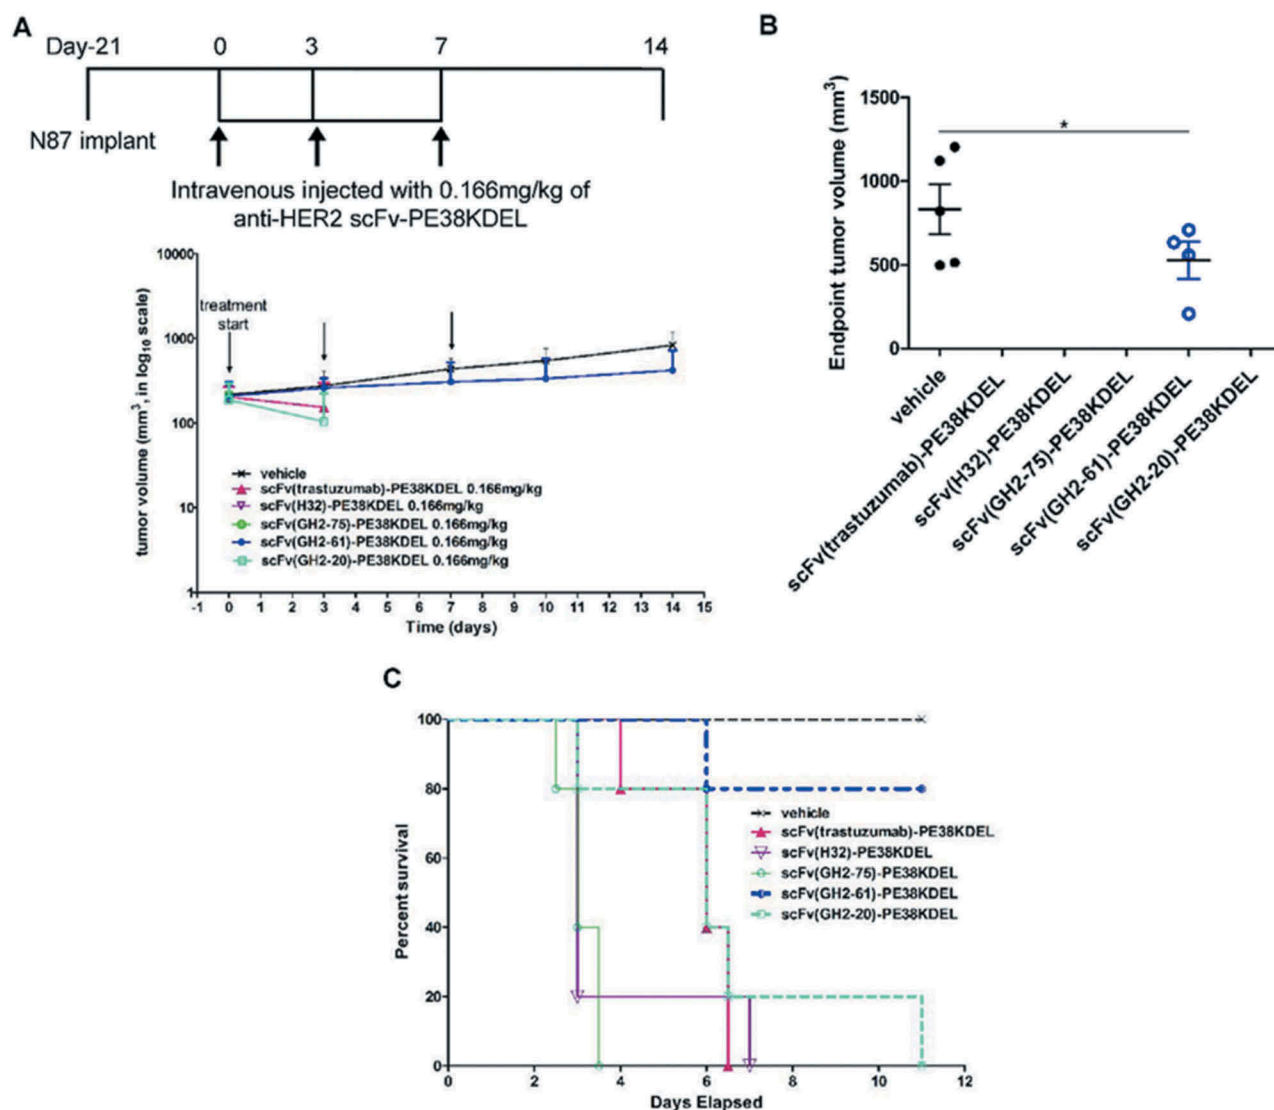 A
Day-21 0 3 7 14
N87 implant
Intravenous injected with 0.166mg/kg of
anti-HER2 scFv-PE38KDEL
tumor volume (mm3, in log10 scale)
10000
1000
100
10
1
treatment
start
vehicle
scFv(trastuzumab)-PE38KDEL 0.166mg/kg
scFv(H32)-PE38KDEL 0.166mg/kg
scFv(GH2-75)-PE38KDEL 0.166mg/kg
scFv(GH2-61)-PE38KDEL 0.166mg/kg
scFv(GH2-20)-PE38KDEL 0.166mg/kg
-1 0 1 2 3 4 5 6 7 8 9 10 11 12 13 14 15
Time (days)
B
Endpoint tumor volume (mm3)
1500
1000
500
0
*
vehicle
scFv(trastuzumab)-PE38KDEL
scFv(H32)-PE38KDEL
scFv(GH2-75)-PE38KDEL
scFv(GH2-61)-PE38KDEL
scFv(GH2-20)-PE38KDEL
C
Percent survival
100
80
60
40
20
0
vehicle
scFv(trastuzumab)-PE38KDEL
scFv(H32)-PE38KDEL
scFv(GH2-75)-PE38KDEL
scFv(GH2-61)-PE38KDEL
scFv(GH2-20)-PE38KDEL
0 2 4 6 8 10 12
Days Elapsed